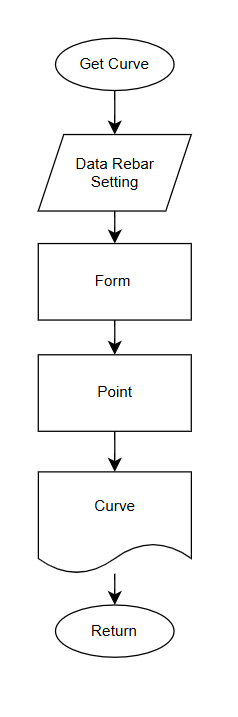 Get Curve
Data Rebar
Setting
Form
Point
Curve
Return